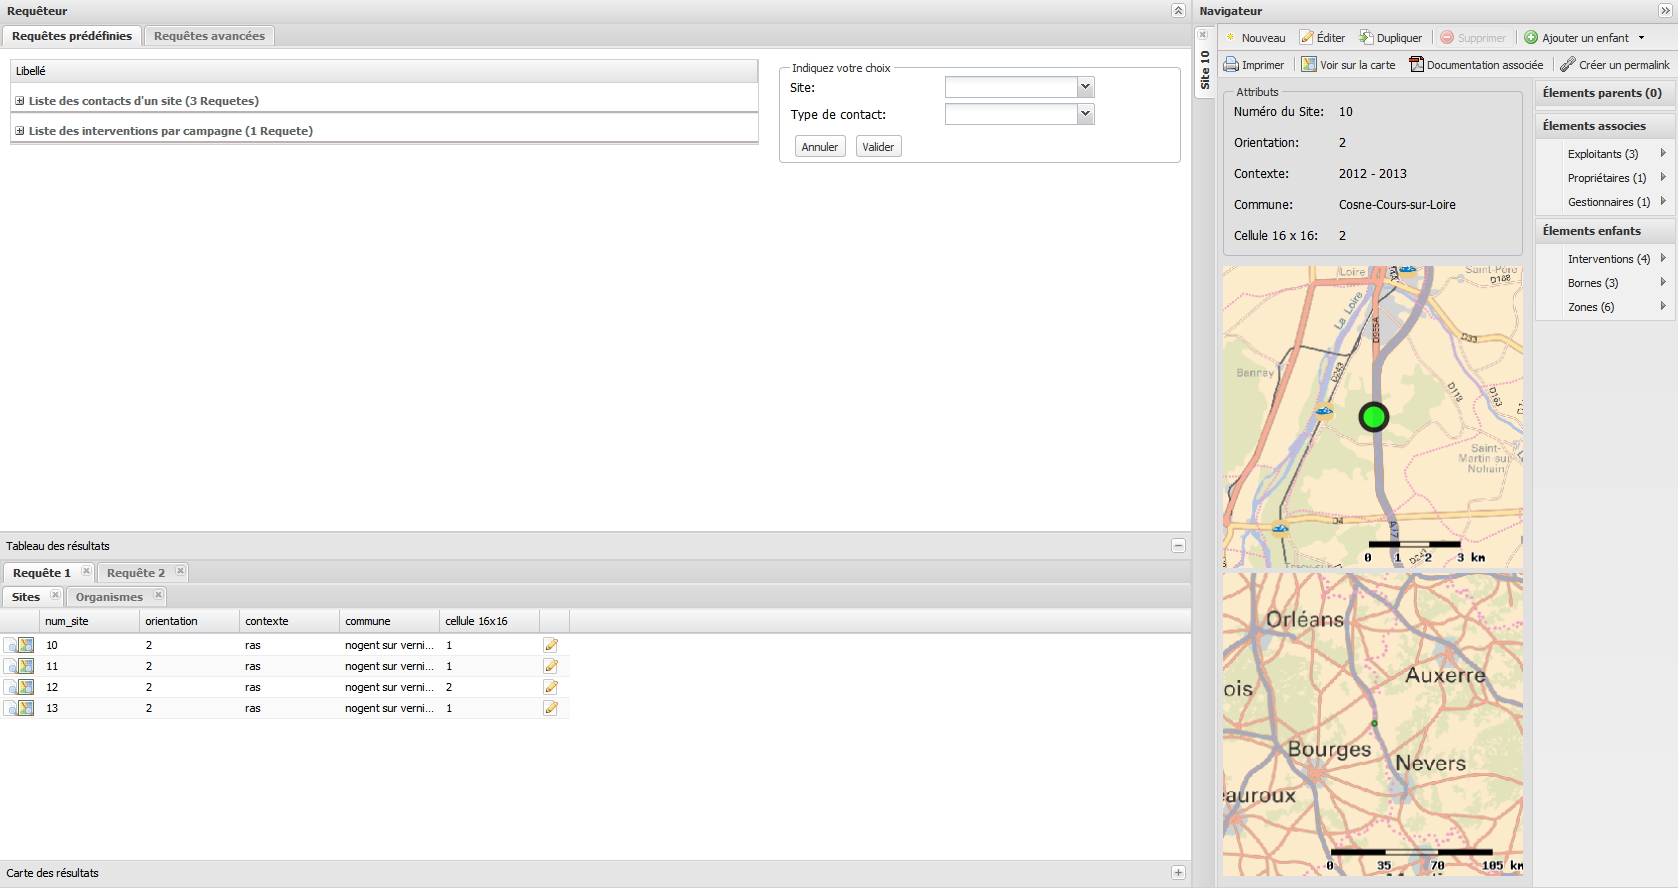 Requêteur
Requêtes prédéfinies
Requêtes avancées
Libellé
Liste des contacts d'un site (3 Requetes)
Liste des interventions par campagne (1 Requete)
Indiquez votre choix
Site:
Type de contact:
Annuler
Valider
Tableau des résultats
Requête 1
Requête 2
Sites
Organismes
num_site orientation contexte commune cellule 16x16
10 2 ras nogent sur verni... 1
11 2 ras nogent sur verni... 1
12 2 ras nogent sur verni... 2
13 2 ras nogent sur verni... 1
Carte des résultats
Navigateur
Site 10
Nouveau
Éditer
Dupliquer
Supprimer
Ajouter un enfant
Imprimer
Voir sur la carte
Documentation associée
Créer un permalink
Attributs
Numéro du Site: 10
Orientation: 2
Contexte: 2012 - 2013
Commune: Cosne-Cours-sur-Loire
Cellule 16 x 16: 2
Élements parents (0)
Élements associes
Exploitants (3)
Propriétaires (1)
Gestionnaires (1)
Élements enfants
Interventions (4)
Bornes (3)
Zones (6)
Loire
Saint-Père
D168
La Loire
D955A
D33
Bannay
D243
D118
D163
Saint-
Martin-sur
Nohain
D4
A77
D243
0 1 2 3 km
Orléans
Auxerre
ois
Bourges
Nevers
eauroux
0 35 70 105 km